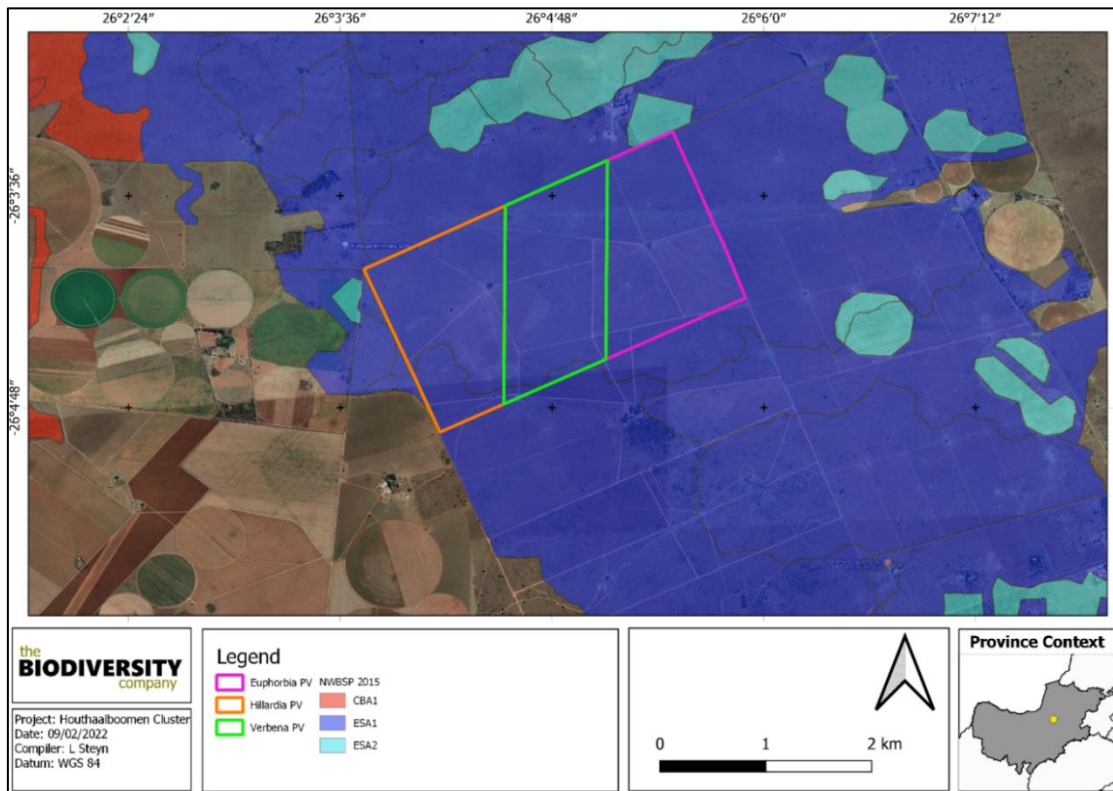 26°2′24″ 26°3′36″ 26°4′48″ 26°6′0″ 26°7′12″
-26°3′36″
-26°4′48″
the
BIODIVERSITY
company
Project: Houthaalboomen Cluster
Date: 09/02/2022
Compiler: L Steyn
Datum: WGS 84
Legend
Euphorbia PV
Hillardia PV
Verbena PV
NWBSP 2015
CBA1
ESA1
ESA2
0 1 2 km
Province Context